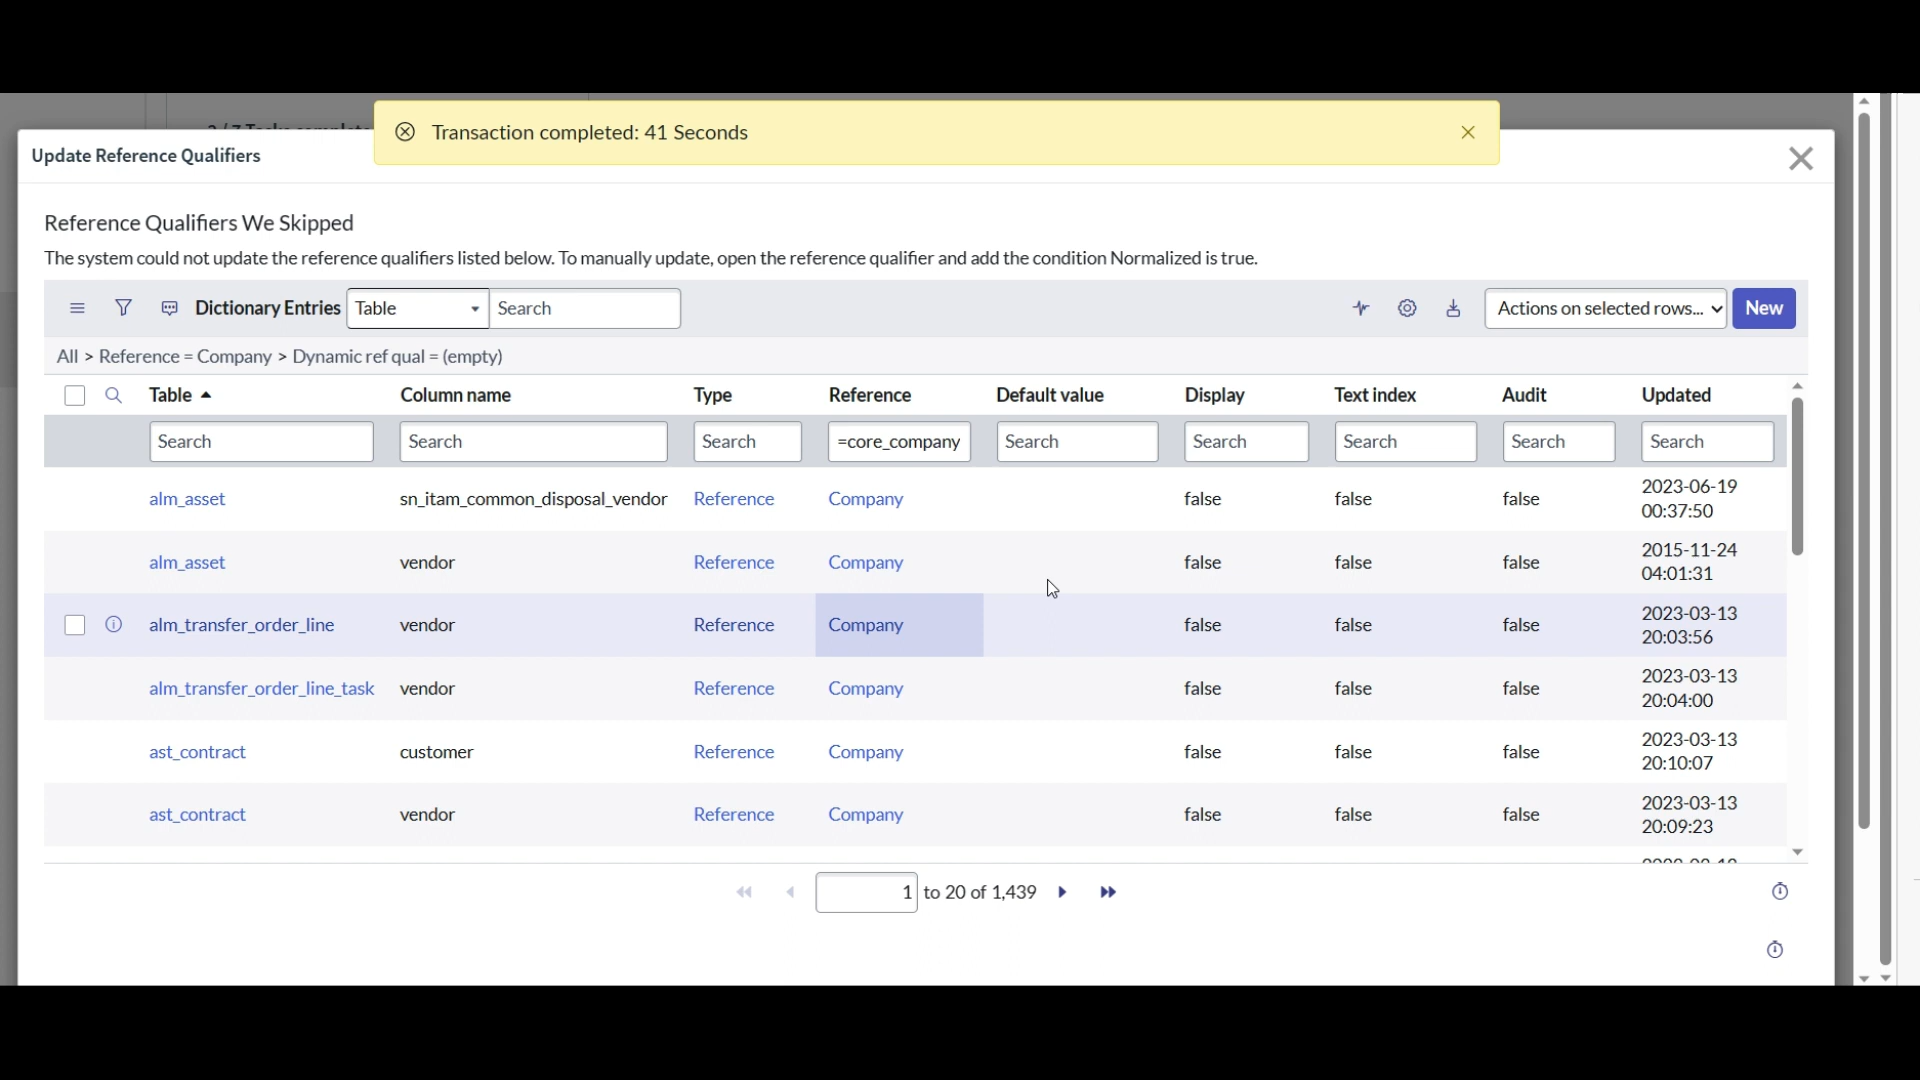 Transaction completed: 41 Seconds
Update Reference Qualifiers
Reference Qualifiers We Skipped
The system could not update the reference qualifiers listed below. To manually update, open the reference qualifier and add the condition Normalized is true.
Dictionary Entries Table Search Actions on selected rows... New
All > Reference = Company > Dynamic ref qual = (empty)
Table Column name Type Reference Default value Display Text index Audit Updated
Search Search Search =core_company Search Search Search Search Search
alm_asset sn_itam_common_disposal_vendor Reference Company false false false 2023-06-19 00:37:50
alm_asset vendor Reference Company false false false 2015-11-24 04:01:31
alm_transfer_order_line vendor Reference Company false false false 2023-03-13 20:03:56
alm_transfer_order_line_task vendor Reference Company false false false 2023-03-13 20:04:00
ast_contract customer Reference Company false false false 2023-03-13 20:10:07
ast_contract vendor Reference Company false false false 2023-03-13 20:09:23
1 to 20 of 1,439